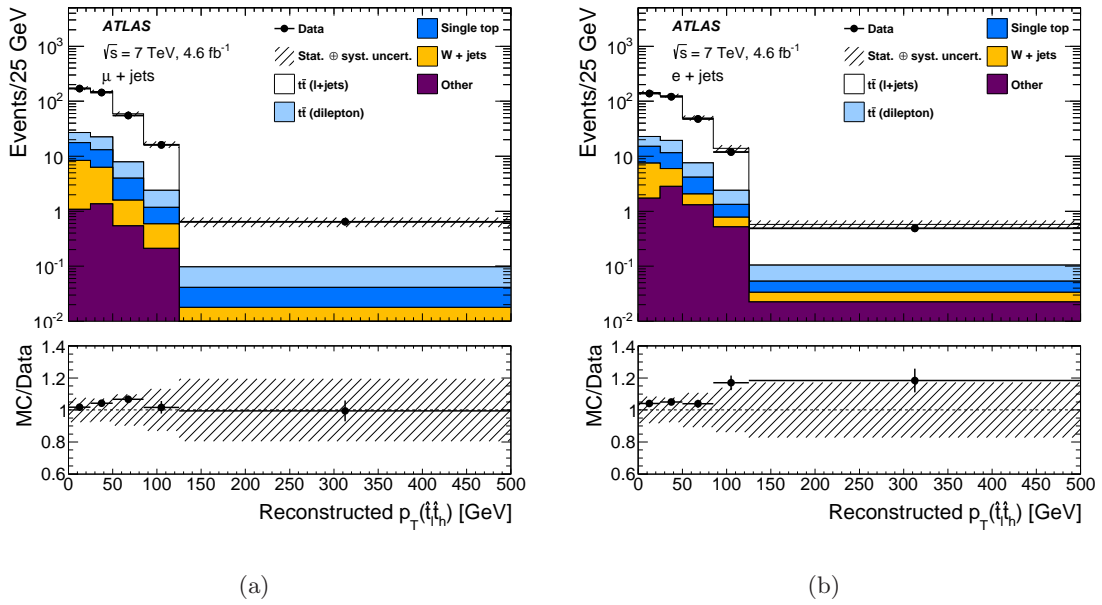 ATLAS
√s = 7 TeV, 4.6 fb⁻¹
μ + jets
Data
Stat. ⊕ syst. uncert.
tt̄ (l+jets)
tt̄ (dilepton)
Single top
W + jets
Other
Events/25 GeV
10³
10²
10
1
10⁻¹
10⁻²
MC/Data
1.4
1.2
1
0.8
0.6
0 50 100 150 200 250 300 350 400 450 500
Reconstructed p_T(t̂_l t̂_h) [GeV]
(a)
ATLAS
√s = 7 TeV, 4.6 fb⁻¹
e + jets
Data
Stat. ⊕ syst. uncert.
tt̄ (l+jets)
tt̄ (dilepton)
Single top
W + jets
Other
Events/25 GeV
10³
10²
10
1
10⁻¹
10⁻²
MC/Data
1.4
1.2
1
0.8
0.6
0 50 100 150 200 250 300 350 400 450 500
Reconstructed p_T(t̂_l t̂_h) [GeV]
(b)